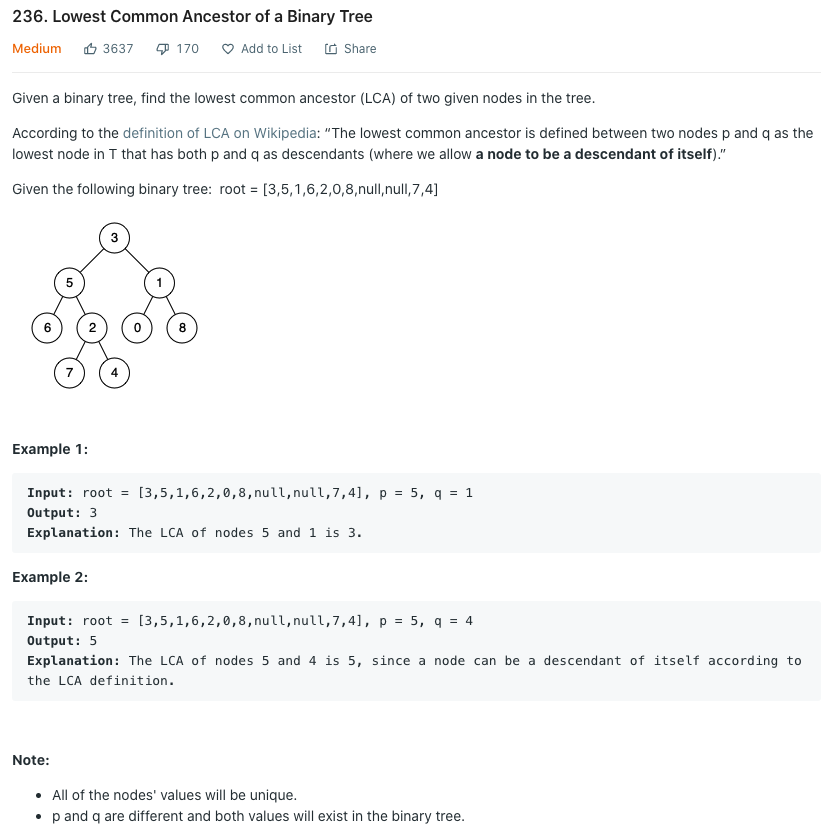 236. Lowest Common Ancestor of a Binary Tree
Medium 3637 170 Add to List Share
Given a binary tree, find the lowest common ancestor (LCA) of two given nodes in the tree.
According to the definition of LCA on Wikipedia: “The lowest common ancestor is defined between two nodes p and q as the
lowest node in T that has both p and q as descendants (where we allow a node to be a descendant of itself).”
Given the following binary tree: root = [3,5,1,6,2,0,8,null,null,7,4]
3
5 1
6 2 0 8
7 4
Example 1:
Input: root = [3,5,1,6,2,0,8,null,null,7,4], p = 5, q = 1
Output: 3
Explanation: The LCA of nodes 5 and 1 is 3.
Example 2:
Input: root = [3,5,1,6,2,0,8,null,null,7,4], p = 5, q = 4
Output: 5
Explanation: The LCA of nodes 5 and 4 is 5, since a node can be a descendant of itself according to
the LCA definition.
Note:
• All of the nodes' values will be unique.
• p and q are different and both values will exist in the binary tree.